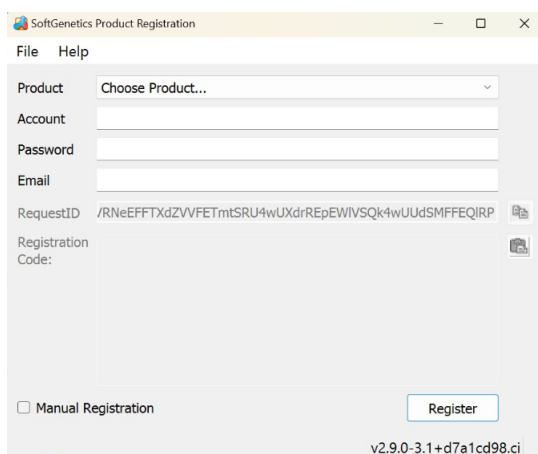 SoftGenetics Product Registration
File Help
Product Choose Product...
Account
Password
Email
RequestID /RNeEFFTXdZVVFETmtSRU4wUXdrREpEWlVSQk4wUUdSMFFEQlRP
Registration
Code:
Manual Registration
Register
v2.9.0-3.1+d7a1cd98.ci